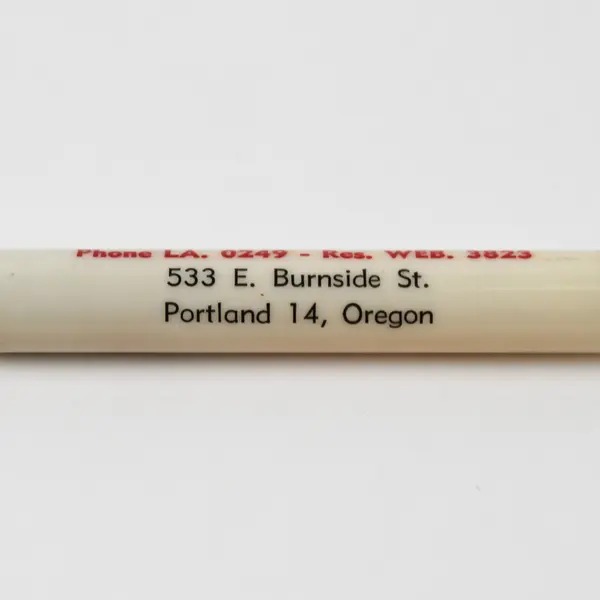 Phone LA. 0249 - Res. WEB. 3823
533 E. Burnside St.
Portland 14, Oregon